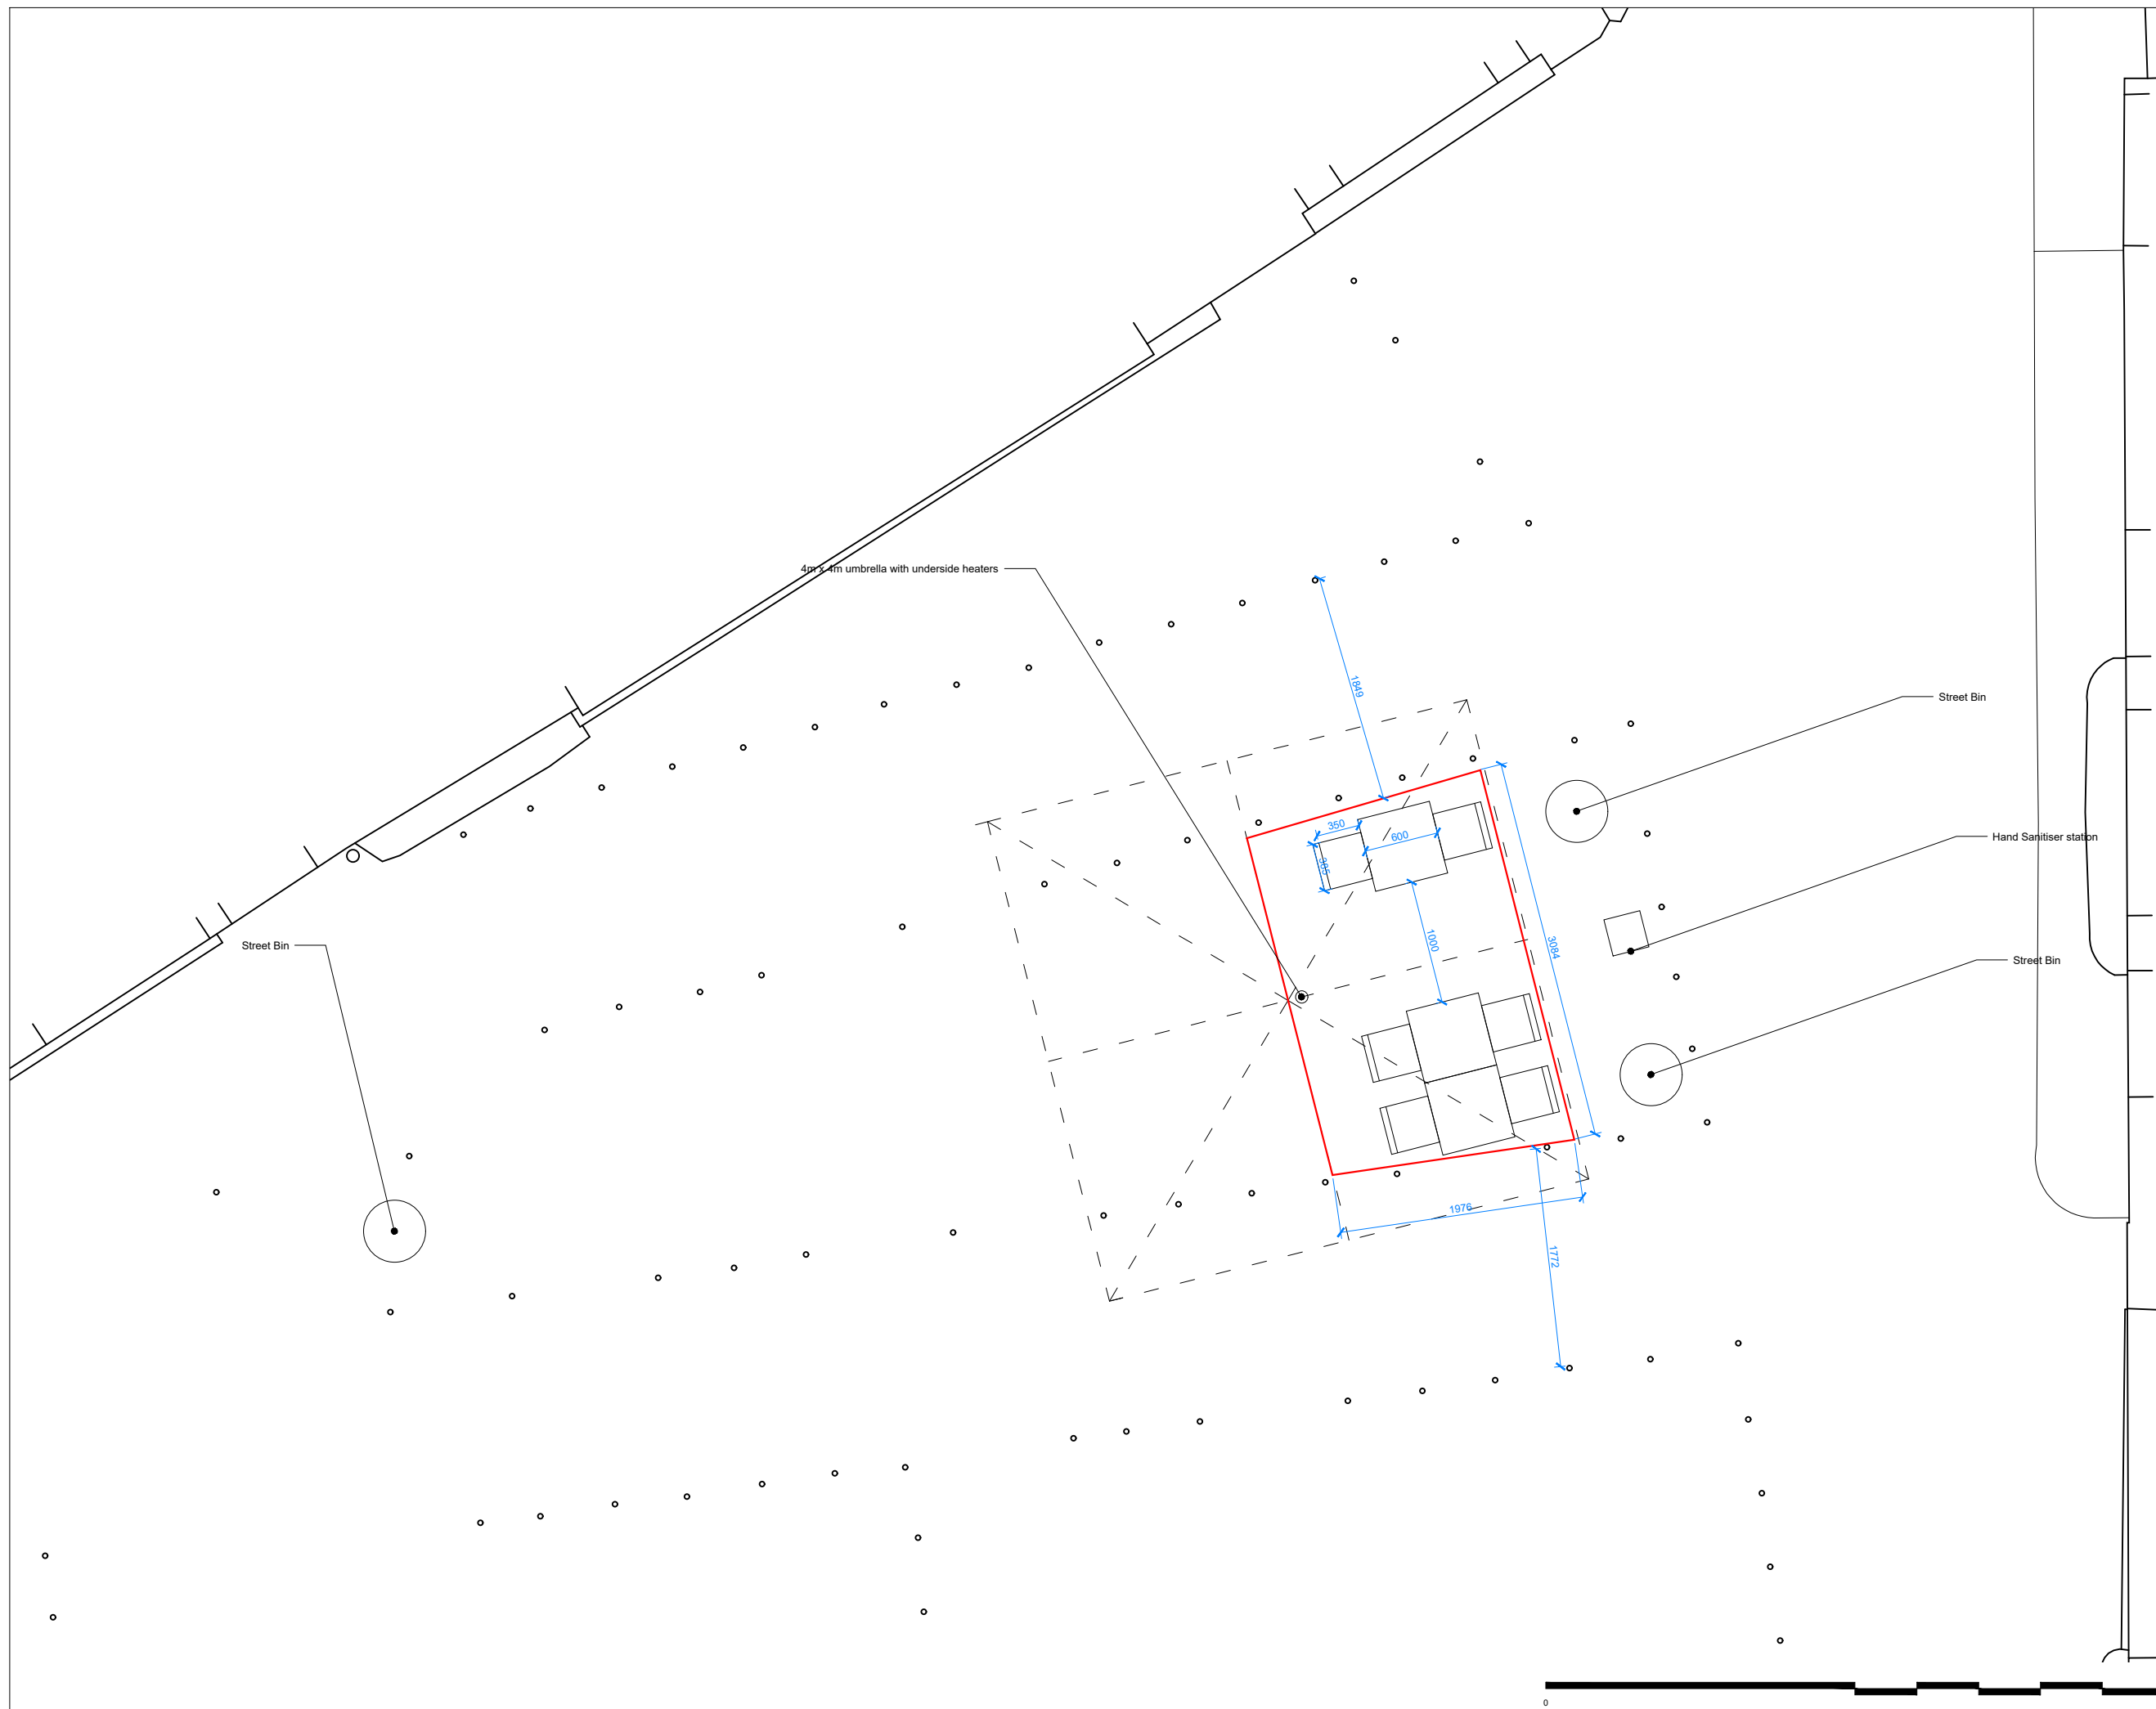 4m x 4m umbrella with underside heaters
1849
Street Bin
350
600
385
Hand Sanitiser station
1000
3084
Street Bin
Street Bin
1976
1772
0